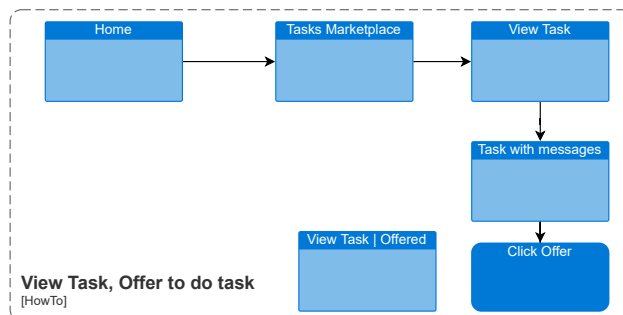 Home
Tasks Marketplace
View Task
Task with messages
View Task | Offered
Click Offer
View Task, Offer to do task
[HowTo]